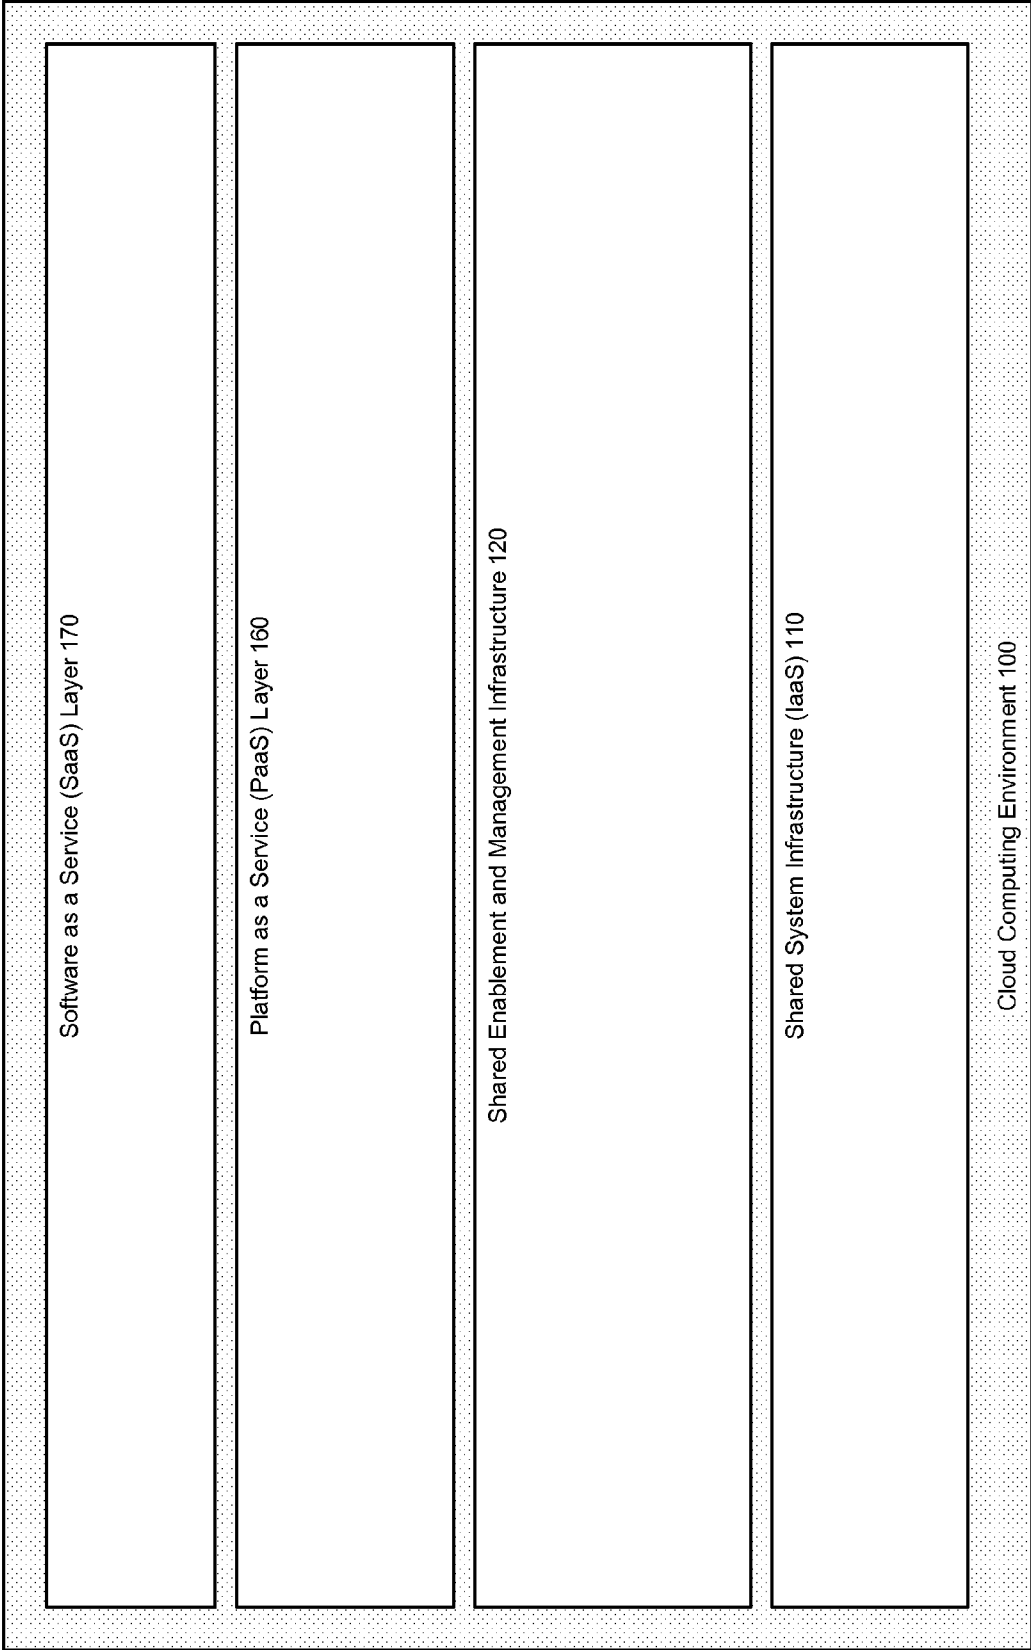 Software as a Service (SaaS) Layer 170
Platform as a Service (PaaS) Layer 160
Shared Enablement and Management Infrastructure 120
Shared System Infrastructure (IaaS) 110
Cloud Computing Environment 100